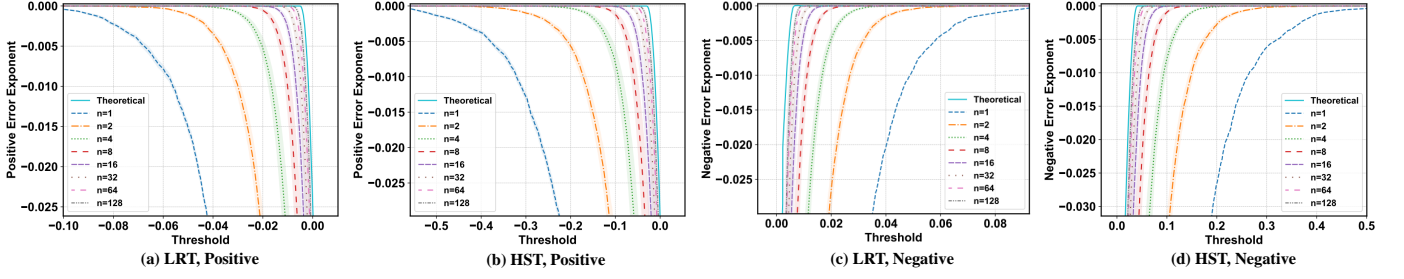 Positive Error Exponent
0.000
−0.005
−0.010
−0.015
−0.020
−0.025
Theoretical
n=1
n=2
n=4
n=8
n=16
n=32
n=64
n=128
−0.10
−0.08
−0.06
−0.04
−0.02
0.00
Threshold
(a) LRT, Positive
Positive Error Exponent
0.000
−0.005
−0.010
−0.015
−0.020
−0.025
Theoretical
n=1
n=2
n=4
n=8
n=16
n=32
n=64
n=128
−0.5
−0.4
−0.3
−0.2
−0.1
0.0
Threshold
(b) HST, Positive
Negative Error Exponent
0.000
−0.005
−0.010
−0.015
−0.020
−0.025
Theoretical
n=1
n=2
n=4
n=8
n=16
n=32
n=64
n=128
0.00
0.02
0.04
0.06
0.08
Threshold
(c) LRT, Negative
Negative Error Exponent
0.000
−0.005
−0.010
−0.015
−0.020
−0.025
−0.030
Theoretical
n=1
n=2
n=4
n=8
n=16
n=32
n=64
n=128
0.0
0.1
0.2
0.3
0.4
0.5
Threshold
(d) HST, Negative